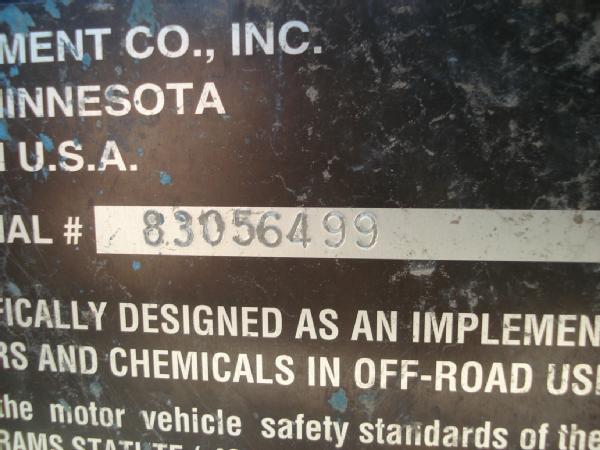 MENT CO., INC.
MINNESOTA
U.S.A.
IAL # 83056499
FICALLY DESIGNED AS AN IMPLEMEN
RS AND CHEMICALS IN OFF-ROAD US
the motor vehicle safety standards of the